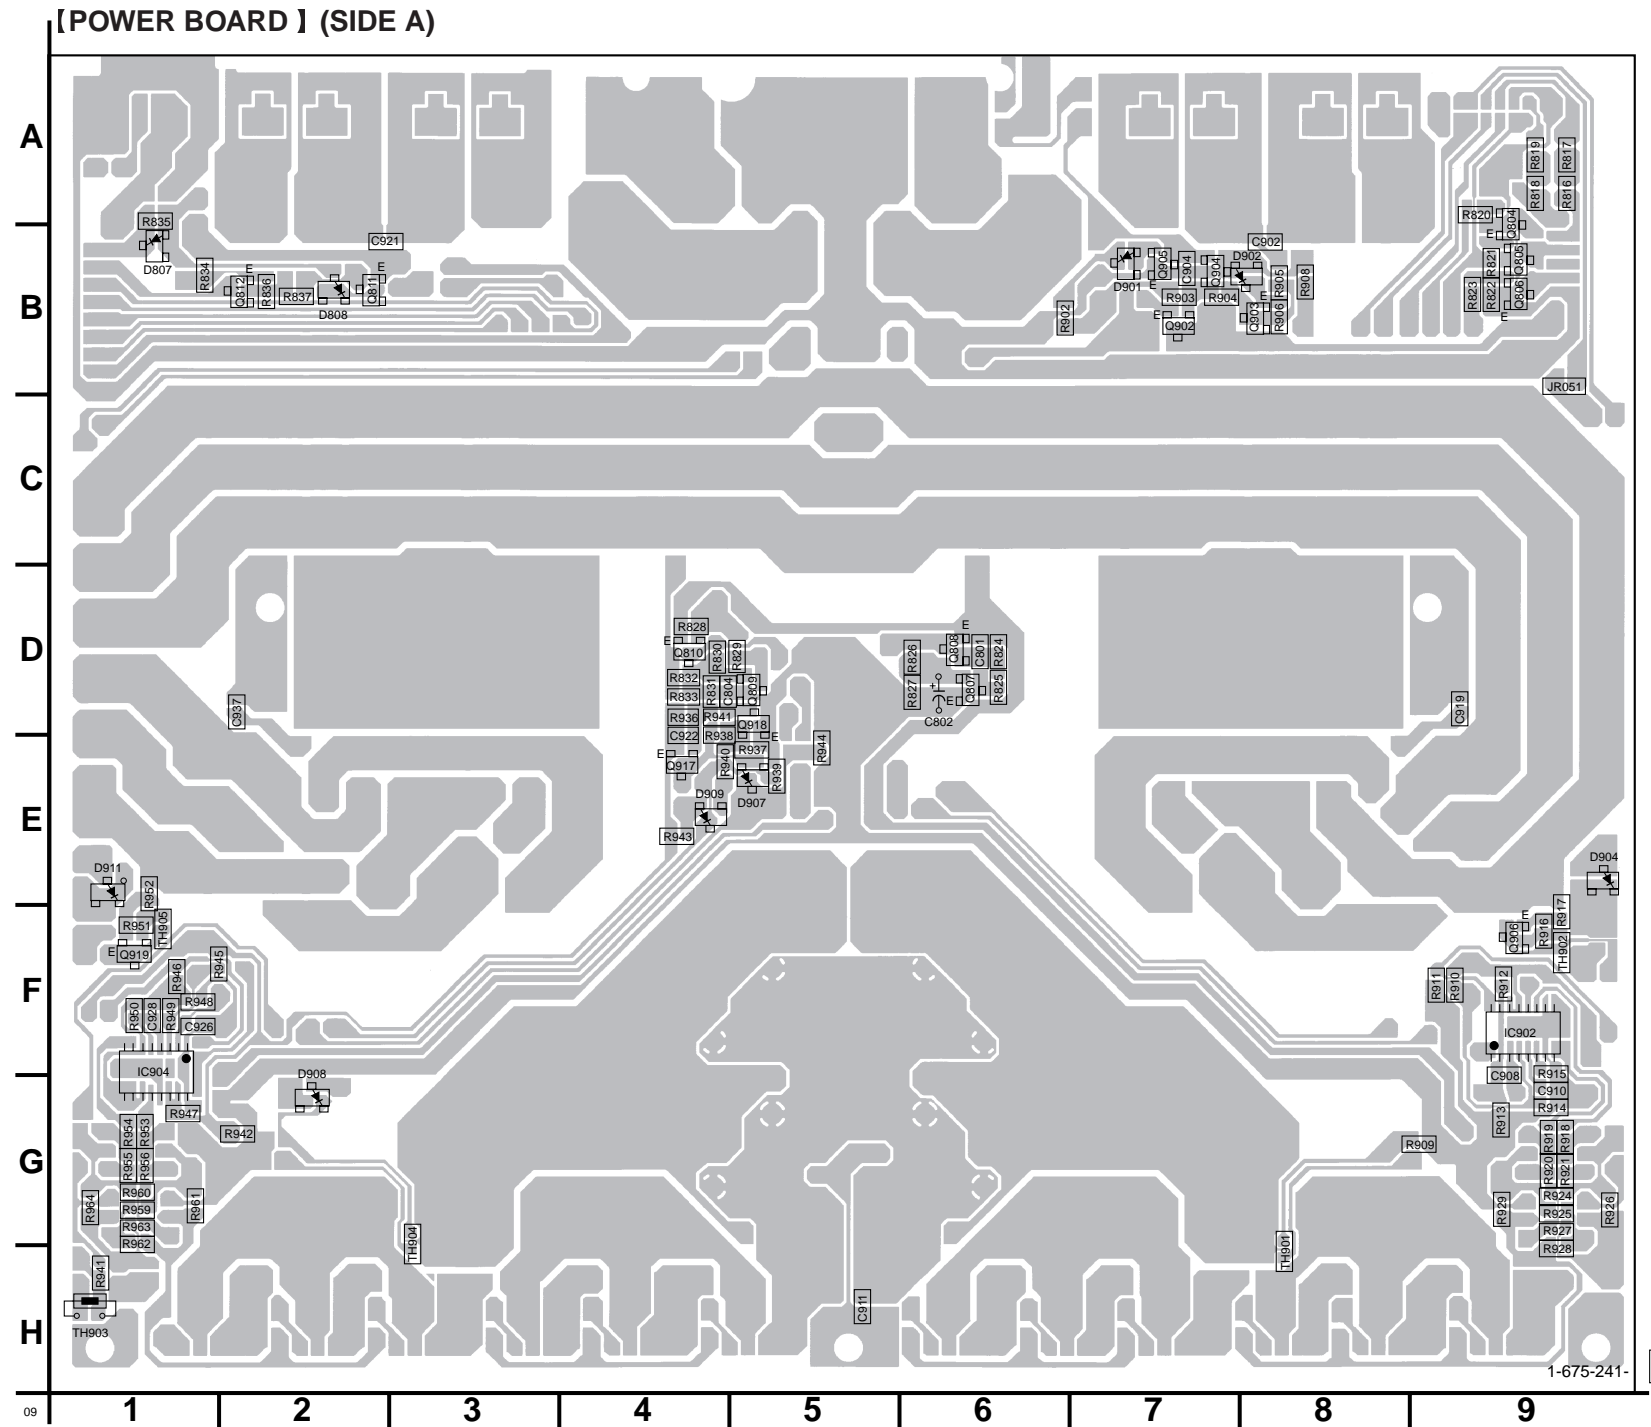 【POWER BOARD】 (SIDE A)
A
R819
R817
R818
R816
R835
R820
Q804
E
C921
C902
D807
R834
E
Q812
R836
R837
D808
Q811
E
D901
Q905
E
C904
Q904
D902
R905
R908
R903
R904
R902
E
Q902
Q903
E
R906
R821
Q805
R823
R822
Q806
E
B
JR051
C
R828
E
Q810
R830
R829
R832
R833
R831
C804
Q809
R936
R941
Q918
C922
R938
E
R937
E
Q917
R940
R939
R944
D907
D909
R943
R826
Q808
E
C801
R824
R827
+
E
Q807
R825
C802
D
C937
C919
E
D911
D904
R952
R951
TH905
E
Q919
R946
R945
R948
R950
C928
R949
C926
IC904
R917
E
Q906
R916
TH902
R911
R910
R912
IC902
F
D908
C908
R915
C910
R914
R947
R942
R913
R954
R953
R955
R956
R909
R919
R918
R920
R921
G
R960
R959
R963
R962
R964
R961
R924
R925
R927
R928
R929
R926
TH904
TH901
R941
C911
H
TH903
1-675-241-
09
1
2
3
4
5
6
7
8
9